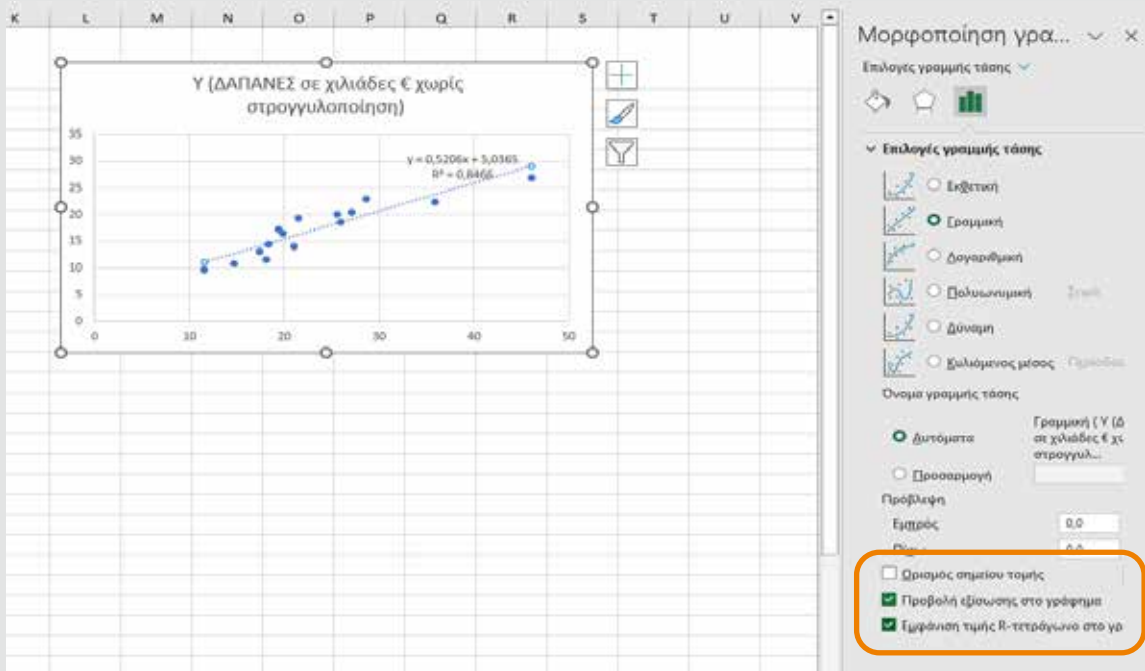 K L M N O P Q R S T U V
Μορφοποίηση γρα...
Επιλογές γραμμής τάσης
Επιλογές γραμμής τάσης
Y (ΔΑΠΑΝΕΣ σε χιλιάδες € χωρίς
στρογγυλοποίηση)
35
30
25
20
15
10
5
0
0 10 20 30 40 50
y = 0,5206x + 5,0365
R² = 0,8466
Εκθετική
Γραμμική
Λογαριθμική
Πολυωνυμική
Δύναμη
Κυλιόμενος μέσος
Όνομα γραμμής τάσης
Αυτόματα
Γραμμική ( Y (Δ
σε χιλιάδες € χω
στρογγυλ...
Προσαρμογή
Πρόβλεψη
Εμπρός 0,0
0,0
Ορισμός σημείου τομής
Προβολή εξίσωσης στο γράφημα
Εμφάνιση τιμής R-τετράγωνο στο γρ